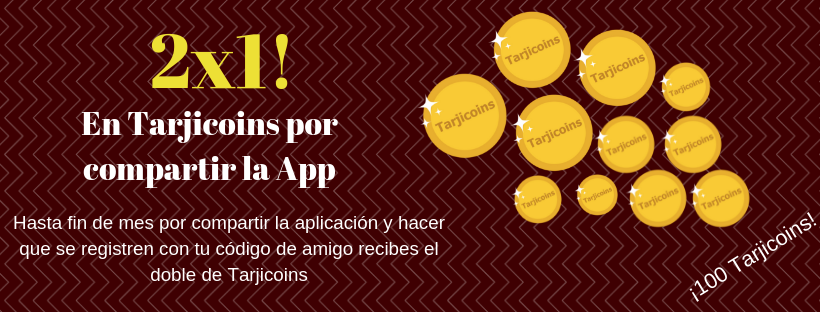 2x1!
En Tarjicoins por
compartir la App
Hasta fin de mes por compartir la aplicación y hacer
que se registren con tu código de amigo recibes el
doble de Tarjicoins
Tarjicoins
Tarjicoins
Tarjicoins
Tarjicoins
Tarjicoins
Tarjicoins
Tarjicoins
Tarjicoins
Tarjicoins
Tarjicoins
Tarjicoins
¡100 Tarjicoins!